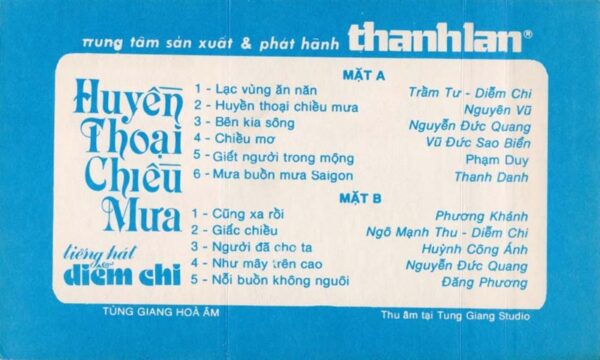 trung tâm sản xuất & phát hành thanhlan®
Huyền
Thoại
Chiều
Mưa
tiếng hát
diễm chi
MẶT A
1 - Lạc vùng ăn năn Trầm Tư - Diễm Chi
2 - Huyền thoại chiều mưa Nguyên Vũ
3 - Bên kia sông Nguyễn Đức Quang
4 - Chiều mơ Vũ Đức Sao Biển
5 - Giết người trong mộng Phạm Duy
6 - Mưa buồn mưa Saigon Thanh Danh
MẶT B
1 - Cũng xa rồi Phương Khánh
2 - Giấc chiều Ngô Mạnh Thu - Diễm Chi
3 - Người đã cho ta Huỳnh Công Ánh
4 - Như mây trên cao Nguyễn Đức Quang
5 - Nỗi buồn không nguôi Đăng Phương
TÙNG GIANG HOÀ ÂM
Thu âm tại Tung Giang Studio